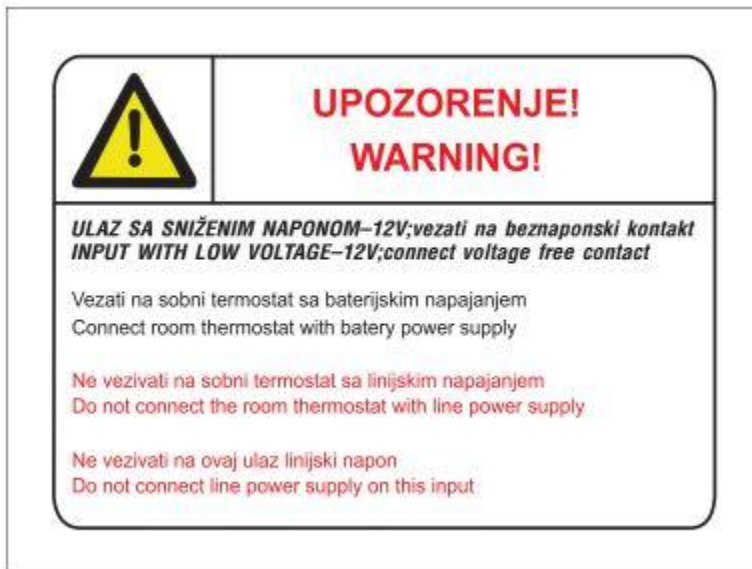 UPOZORENJE!
WARNING!
ULAZ SA SNIŽENIM NAPONOM–12V;vezati na beznaponski kontakt
INPUT WITH LOW VOLTAGE–12V;connect voltage free contact
Vezati na sobni termostat sa baterijskim napajanjem
Connect room thermostat with batery power supply
Ne vezivati na sobni termostat sa linijskim napajanjem
Do not connect the room thermostat with line power supply
Ne vezivati na ovaj ulaz linijski napon
Do not connect line power supply on this input